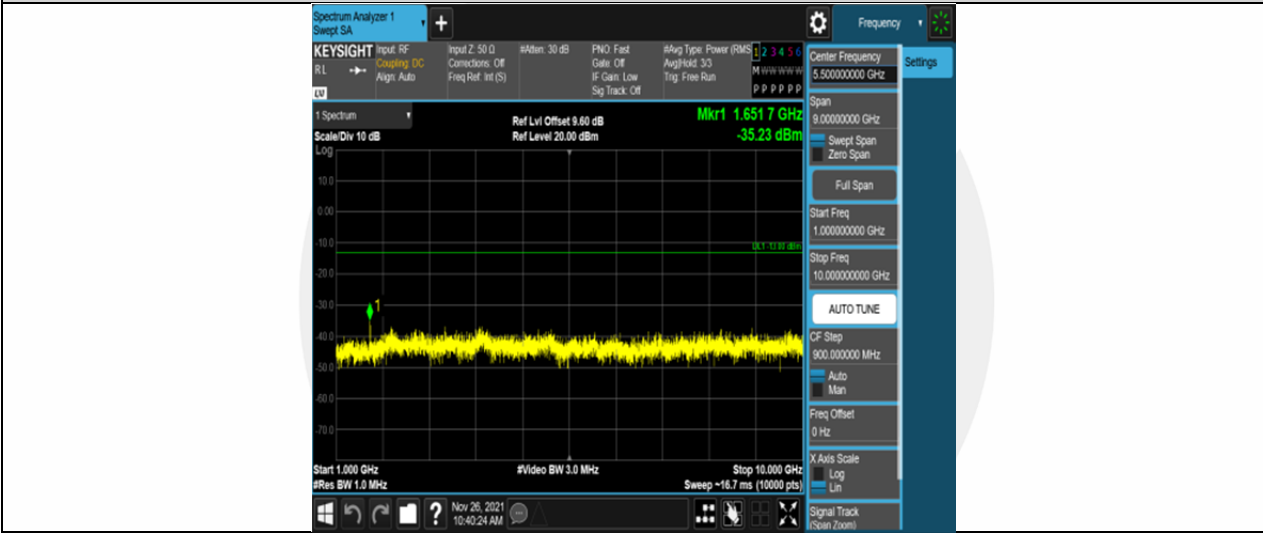 Spectrum Analyzer 1
Swept SA
+
Frequency
KEYSIGHT
RL
LV
Input: RF
Coupling: DC
Align: Auto
Input Z: 50 Ω
Corrections: Off
Freq Ref: Int (S)
#Atten: 30 dB
PNO: Fast
Gate: Off
IF Gain: Low
Sig Track: Off
#Avg Type: Power (RMS
Avg|Hold: 3/3
Trig: Free Run
1 2 3 4 5 6
M W W W W W
P P P P P P
1 Spectrum
Scale/Div 10 dB
Log
Ref Lvl Offset 9.60 dB
Ref Level 20.00 dBm
Mkr1 1.651 7 GHz
-35.23 dBm
10.0
0.00
-10.0
DL1 -13.00 dBm
-20.0
-30.0
1
-40.0
-50.0
-60.0
-70.0
Start 1.000 GHz
#Res BW 1.0 MHz
#Video BW 3.0 MHz
Stop 10.000 GHz
Sweep ~16.7 ms (10000 pts)
?
Nov 26, 2021
10:40:24 AM
Center Frequency
5.500000000 GHz
Settings
Span
9.00000000 GHz
Swept Span
Zero Span
Full Span
Start Freq
1.000000000 GHz
Stop Freq
10.000000000 GHz
AUTO TUNE
CF Step
900.000000 MHz
Auto
Man
Freq Offset
0 Hz
X Axis Scale
Log
Lin
Signal Track
(Span Zoom)